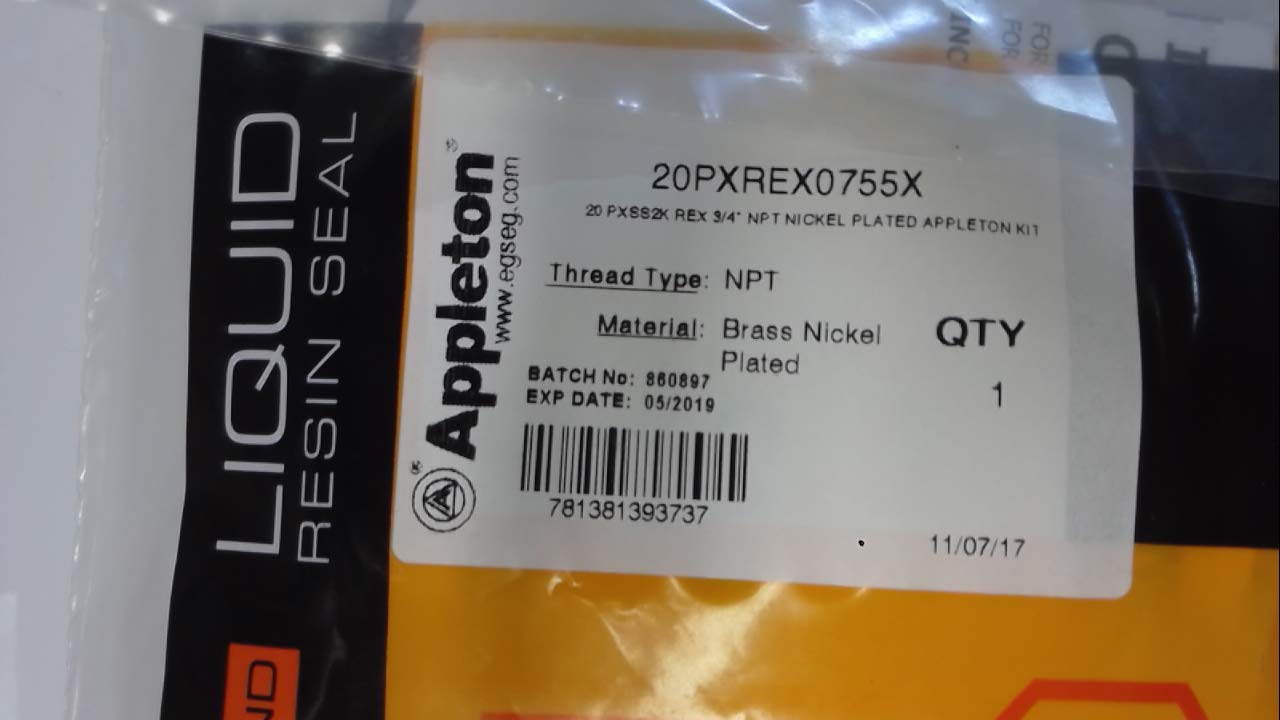 LIQUID
RESIN SEAL
Appleton®
www.egseg.com
20PXREX0755X
20 PXSS2K REX 3/4" NPT NICKEL PLATED APPLETON KIT
Thread Type: NPT
Material: Brass Nickel
Plated
QTY
1
BATCH No: 860897
EXP DATE: 05/2019
781381393737
11/07/17
FOR
FOR